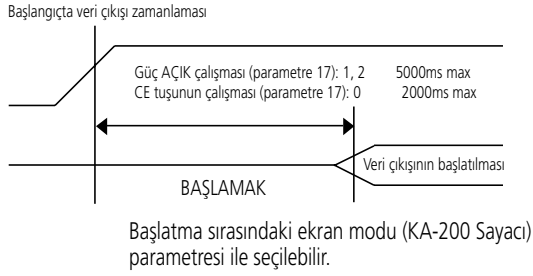 Başlangıçta veri çıkışı zamanlaması
Güç AÇIK çalışması (parametre 17): 1, 2 5000ms max
CE tuşunun çalışması (parametre 17): 0 2000ms max
Veri çıkışının başlatılması
BAŞLAMAK
Başlatma sırasındaki ekran modu (KA-200 Sayacı)
parametresi ile seçilebilir.